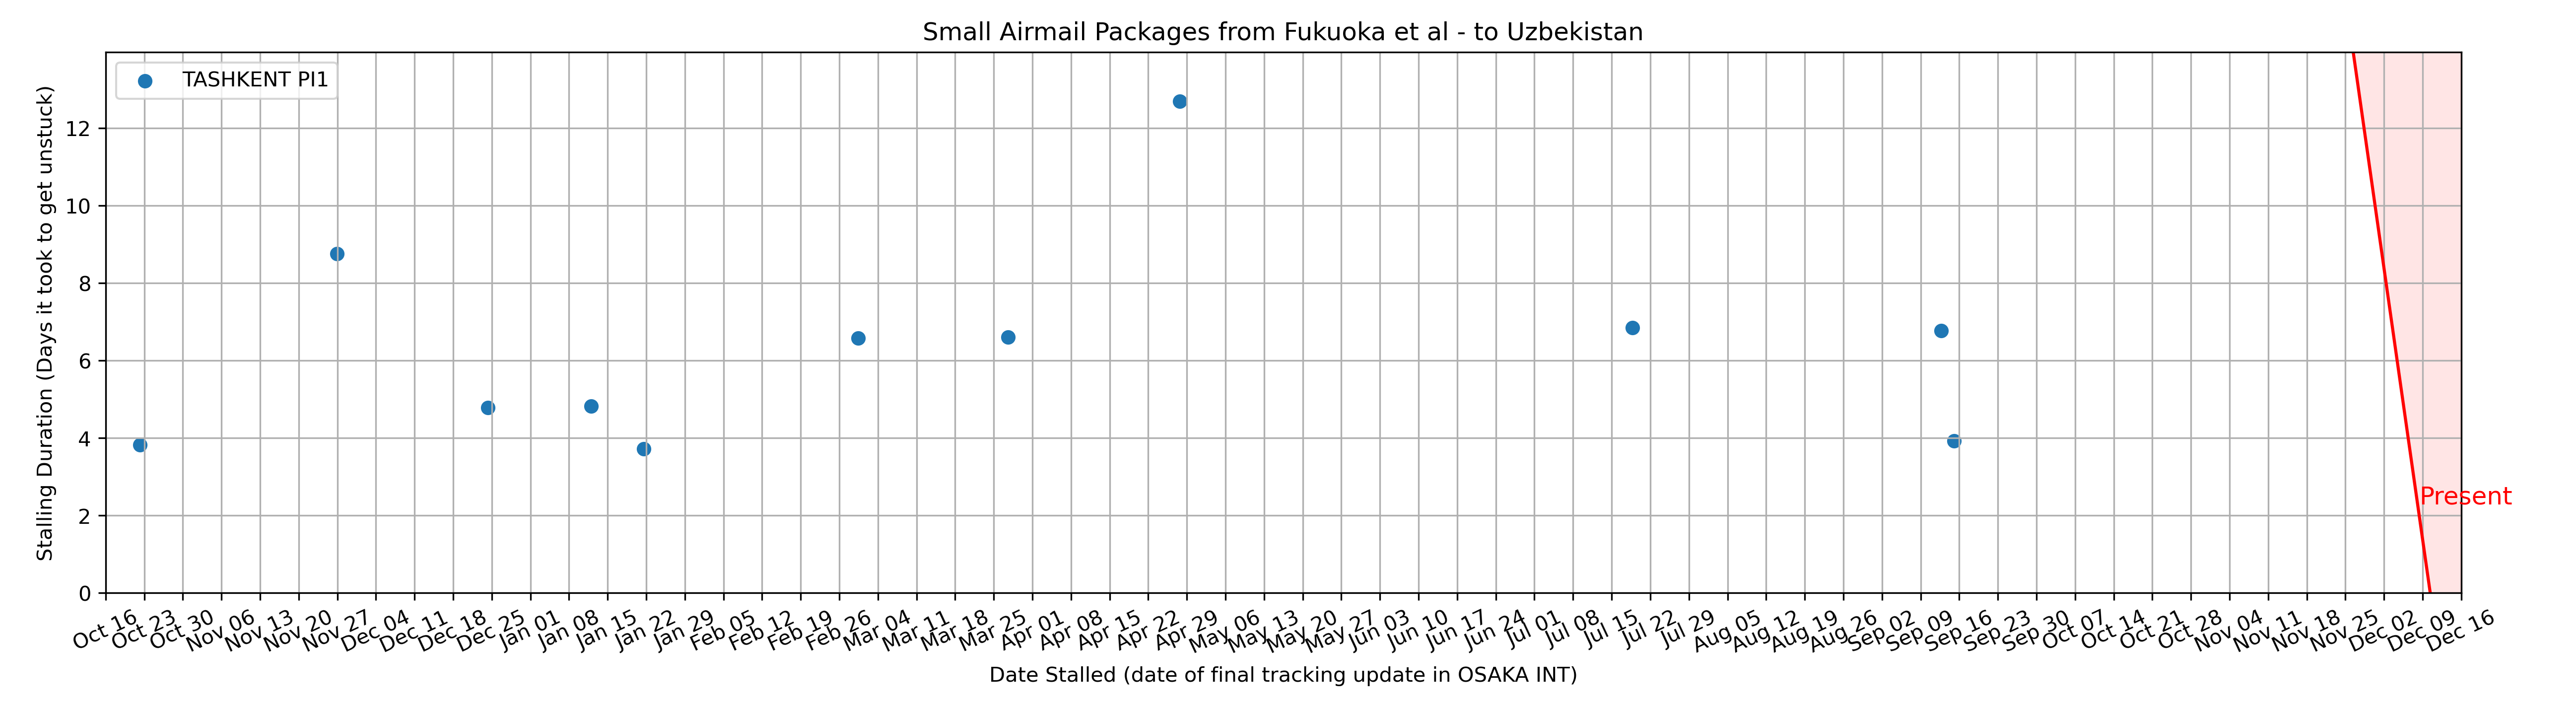 Small Airmail Packages from Fukuoka et al - to Uzbekistan
TASHKENT PI1
Stalling Duration (Days it took to get unstuck)
12
10
8
6
4
2
0
Present
Oct 16 Oct 23 Oct 30 Nov 06 Nov 13 Nov 20 Nov 27 Dec 04 Dec 11 Dec 18 Dec 25 Jan 01 Jan 08 Jan 15 Jan 22 Jan 29 Feb 05 Feb 12 Feb 19 Feb 26 Mar 04 Mar 11 Mar 18 Mar 25 Apr 01 Apr 08 Apr 15 Apr 22 Apr 29 May 06 May 13 May 20 May 27 Jun 03 Jun 10 Jun 17 Jun 24 Jul 01 Jul 08 Jul 15 Jul 22 Jul 29 Aug 05 Aug 12 Aug 19 Aug 26 Sep 02 Sep 09 Sep 16 Sep 23 Sep 30 Oct 07 Oct 14 Oct 21 Oct 28 Nov 04 Nov 11 Nov 18 Nov 25 Dec 02 Dec 09 Dec 16
Date Stalled (date of final tracking update in OSAKA INT)